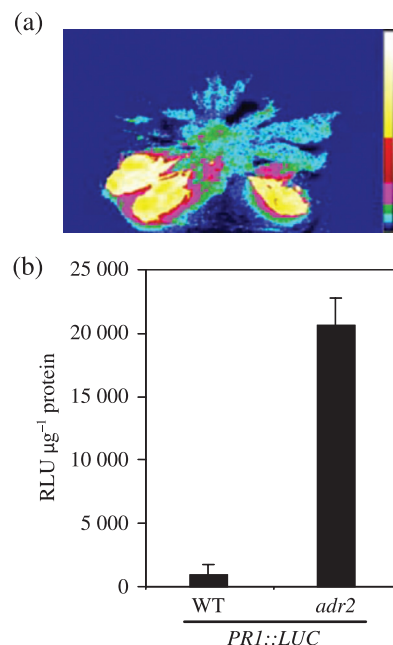 (a)
(b)
25 000
20 000
15 000
10 000
5 000
0
RLU μg⁻¹ protein
WT adr2
PR1::LUC